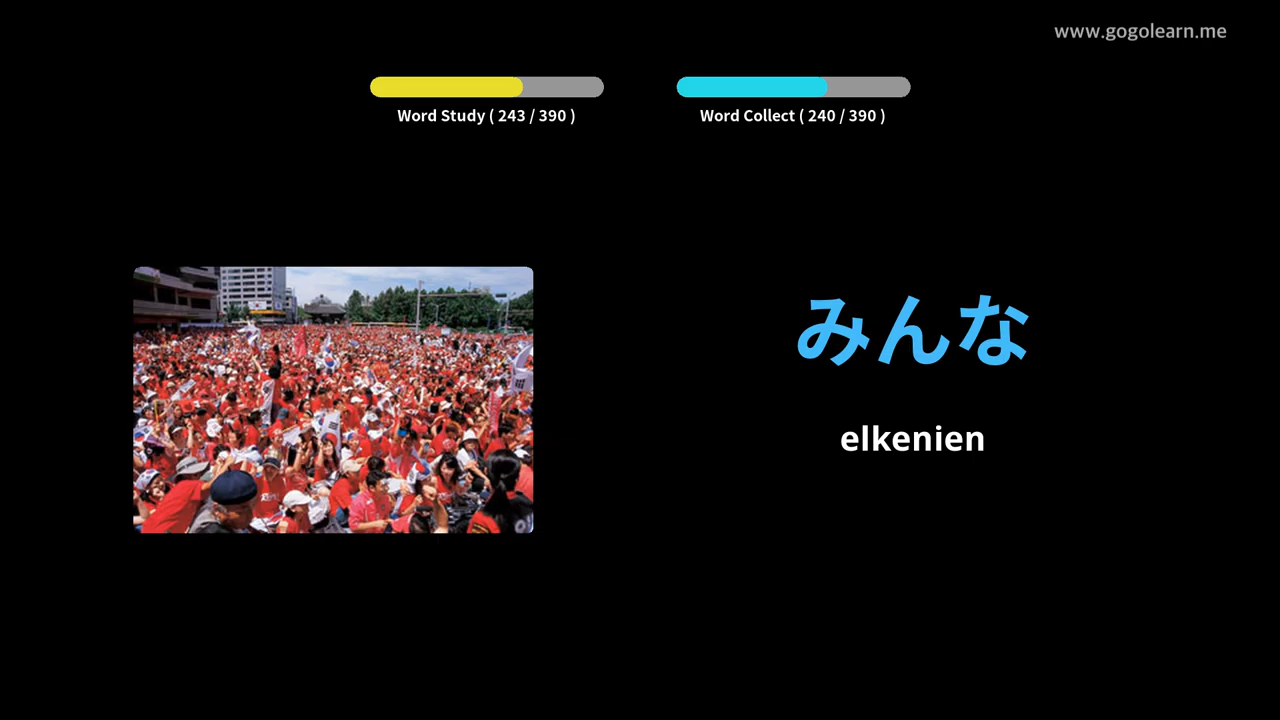 www.gogolearn.me
Word Study ( 243 / 390 )
Word Collect ( 240 / 390 )
みんな
elkenien